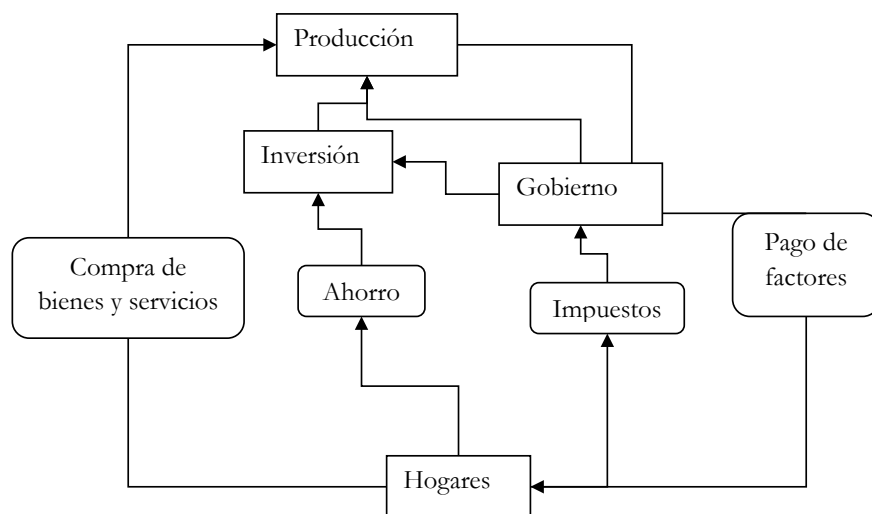 Producción
Inversión
Gobierno
Compra de
bienes y servicios
Ahorro
Impuestos
Pago de
factores
Hogares